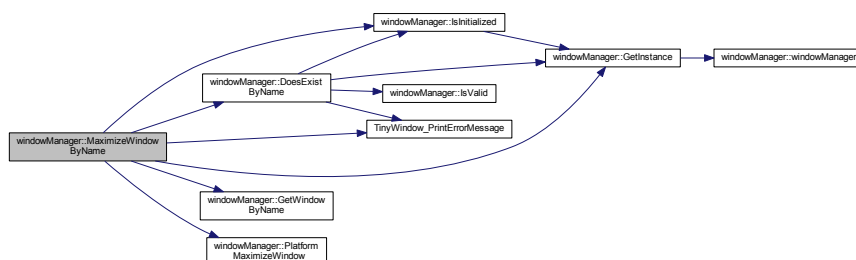 windowManager::IsInitialized
windowManager::GetInstance
windowManager::windowManager
windowManager::DoesExist
ByName
windowManager::IsValid
TinyWindow_PrintErrorMessage
windowManager::MaximizeWindow
ByName
windowManager::GetWindow
ByName
windowManager::Platform
MaximizeWindow